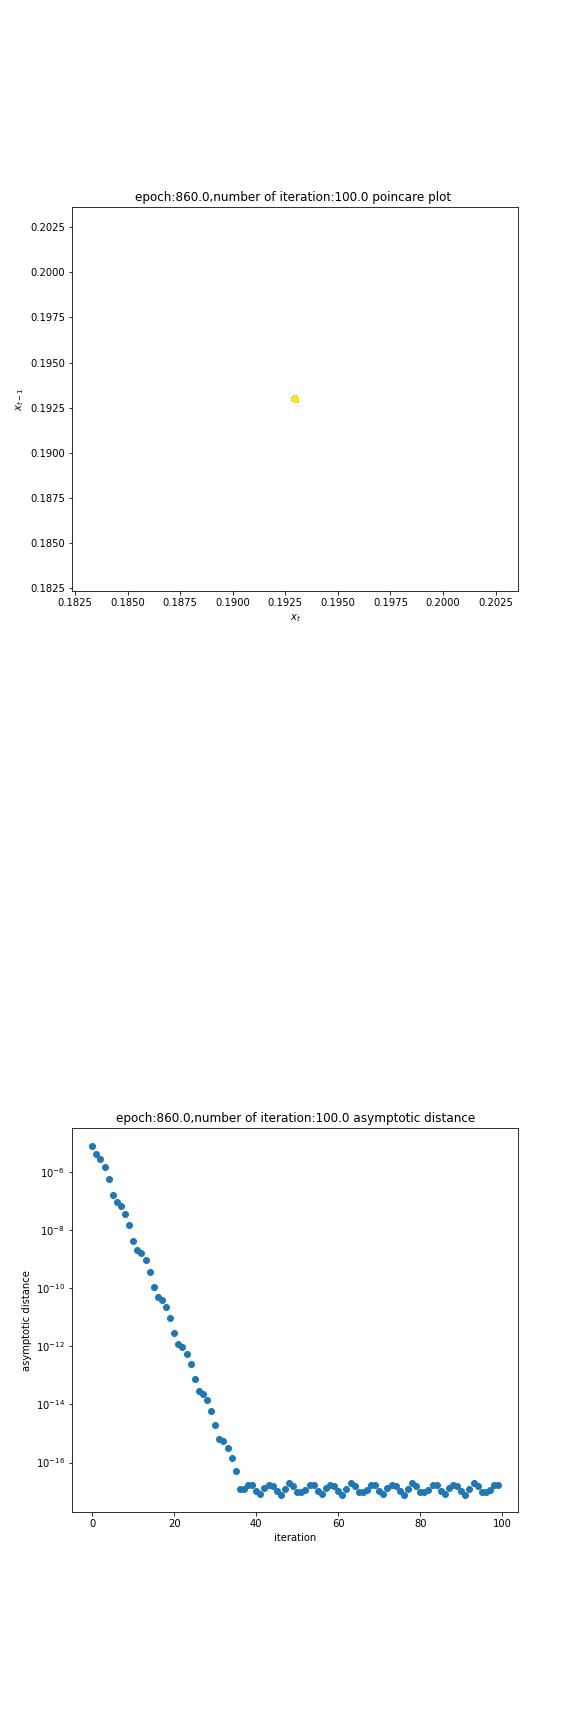 epoch:860.0,number of iteration:100.0 poincare plot
0.2025
0.2000
0.1975
0.1950
0.1925
0.1900
0.1875
0.1850
0.1825
x_{t-1}
0.1825 0.1850 0.1875 0.1900 0.1925 0.1950 0.1975 0.2000 0.2025
x_t
epoch:860.0,number of iteration:100.0 asymptotic distance
10^{-6}
10^{-8}
10^{-10}
10^{-12}
10^{-14}
10^{-16}
asymptotic distance
0 20 40 60 80 100
iteration